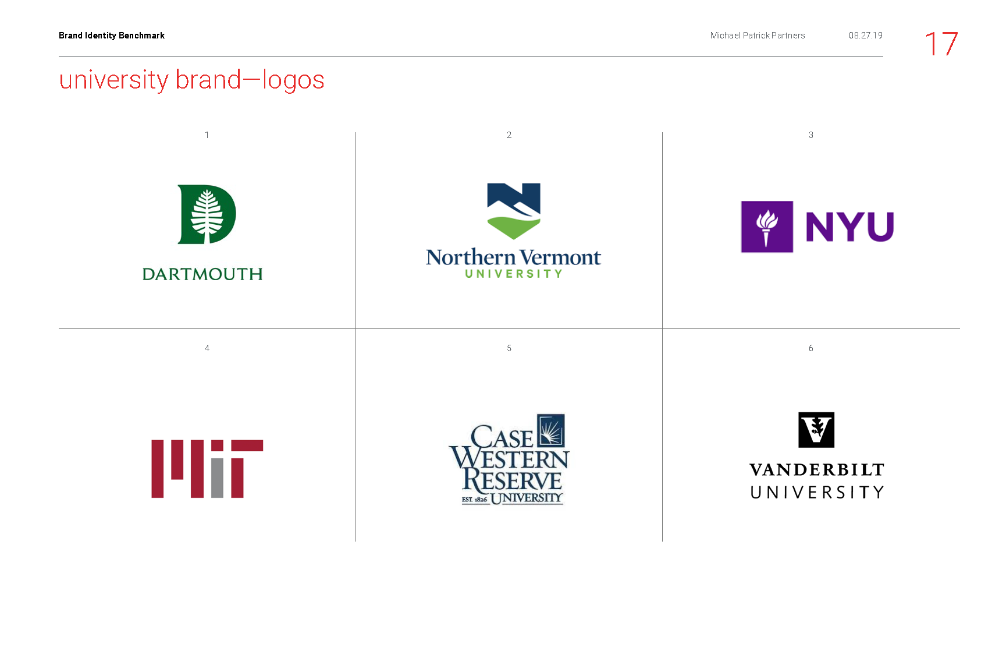 Brand Identity Benchmark
Michael Patrick Partners
08.27.19
17
university brand—logos
1
2
3
D
DARTMOUTH
N
Northern Vermont
UNIVERSITY
NYU
4
5
6
MiT
CASE
WESTERN
RESERVE
EST. 1826 UNIVERSITY
V
VANDERBILT
UNIVERSITY